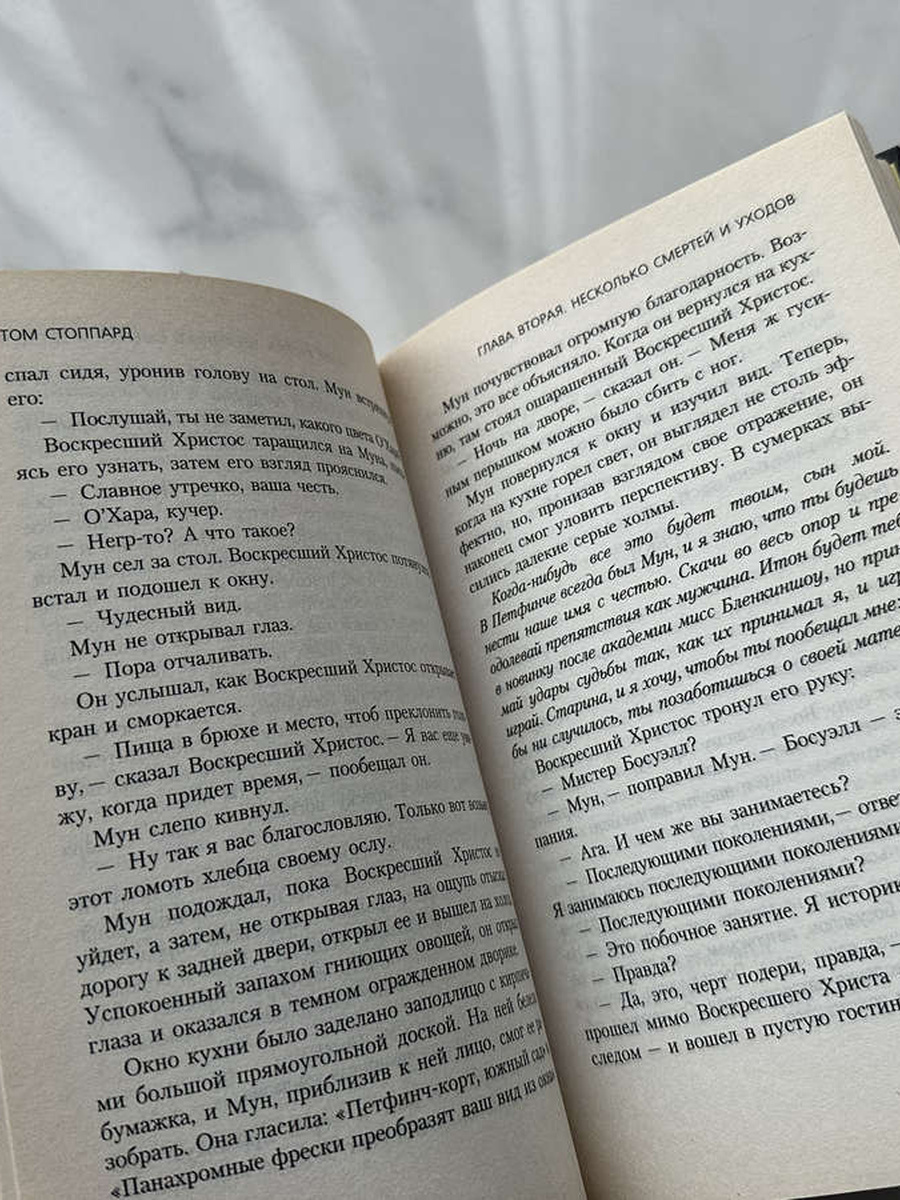 ТОМ СТОППАРД
спал сидя, уронив голову на стол. Мун
его:
— Послушай, ты не заметил, какого цвета
Воскресший Христос таращился на Муна,
ясь его узнать, затем его взгляд прояснился.
— Славное утречко, ваша честь.
— О’Хара, кучер.
— Негр-то? А что такое?
Мун сел за стол. Воскресший Христос
встал и подошел к окну.
— Чудесный вид.
Мун не открывал глаз.
— Пора отчаливать.
Он услышал, как Воскресший Христос
кран и сморкается.
— Пища в брюхе и место, чтоб преклонить
ву, — сказал Воскресший Христос. — Я вас еще
жу, когда придет время, — пообещал он.
Мун слепо кивнул.
— Ну так я вас благословляю. Только вот
этот ломоть хлебца своему ослу.
Мун подождал, пока Воскресший Христос
уйдет, а затем, не открывая глаз, на ощупь
дорогу к задней двери, открыл ее и вышел на
Успокоенный запахом гниющих овощей, он
глаза и оказался в темном огражденном дворике.
Окно кухни было заделано заподлицо с
ми большой прямоугольной доской. На ней
бумажка, и Мун, приблизив к ней лицо, смог ее
зобрать. Она гласила: «Петфинч-корт, южный
«Панахромные фрески преобразят ваш вид из
ГЛАВА ВТОРАЯ. НЕСКОЛЬКО СМЕРТЕЙ И УХОДОВ
Мун почувствовал огромную благодарность. Воз-
можно, это все объясняло. Когда он вернулся на кух-
ню, там стоял ошарашенный Воскресший Христос.
— Ночь на дворе, — сказал он. — Меня ж гуси-
ным перышком можно было сбить с ног.
Мун повернулся к окну и изучил вид. Теперь,
когда на кухне горел свет, он выглядел не столь эф-
фектно, но, пронизав взглядом свое отражение, он
наконец смог уловить перспективу. В сумерках вы-
сились далекие серые холмы.
Когда-нибудь все это будет твоим, сын мой.
В Петфинче всегда был Мун, и я знаю, что ты будешь
нести наше имя с честью. Скачи во весь опор и пре
одолевай препятствия как мужчина. Итон будет
в новинку после академии мисс Бленкиншоу, но
май удары судьбы так, как их принимал я, и
играй. Старина, и я хочу, чтобы ты пообещал мне:
бы ни случилось, ты позаботишься о своей
Воскресший Христос тронул его руку:
— Мистер Босуэлл?
— Мун, — поправил Мун. — Босуэлл —
пания.
— Ага. И чем же вы занимаетесь?
— Последующими поколениями, —
Я занимаюсь последующими поколениями
— Последующими поколениями?
— Это побочное занятие. Я
— Правда?
— Да, это, черт подери, правда, —
прошел мимо Воскресшего Христа
следом — и вошел в пустую